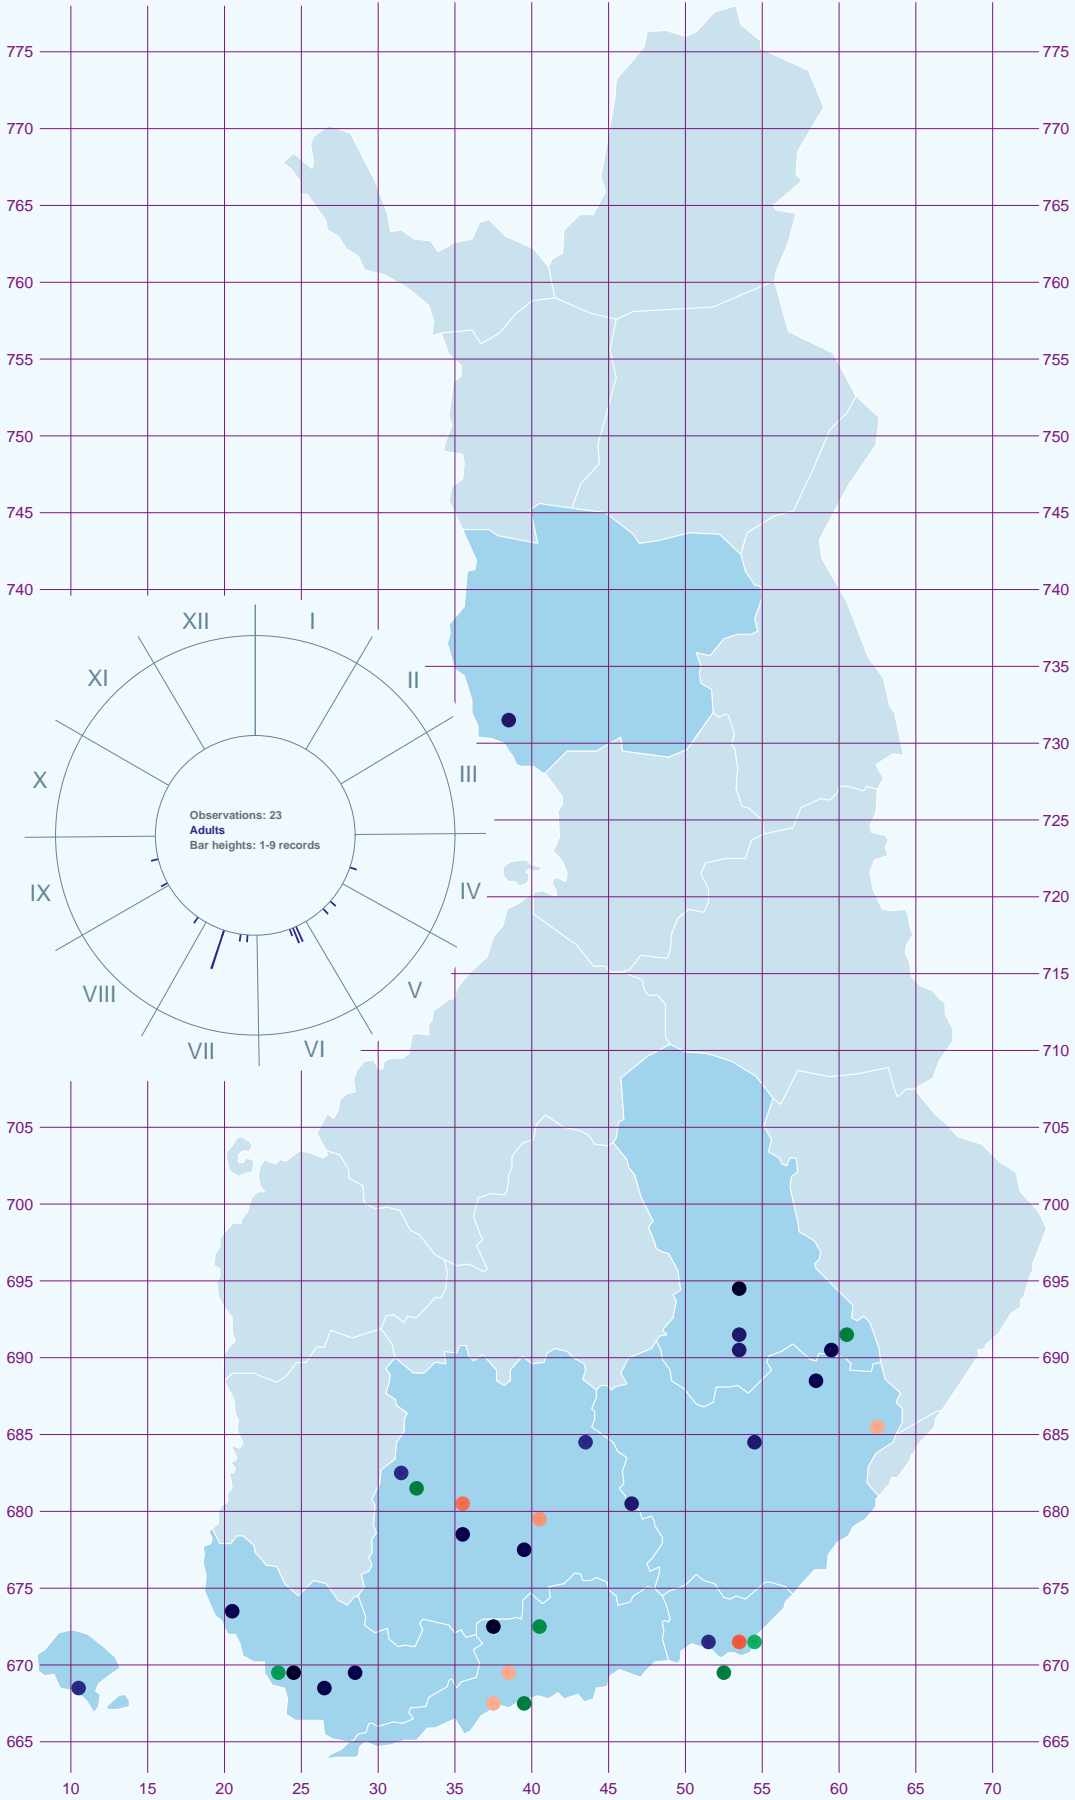 775 775
770 770
765 765
760 760
755 755
750 750
745 745
740 740
XII I
XI II
735
730
X III
Observations: 23
Adults
Bar heights: 1-9 records
725
IX IV
720
VIII V
715
VII VI
710
705 705
700 700
695 695
690 690
685 685
680 680
675 675
670 670
665 665
10 15 20 25 30 35 40 45 50 55 60 65 70